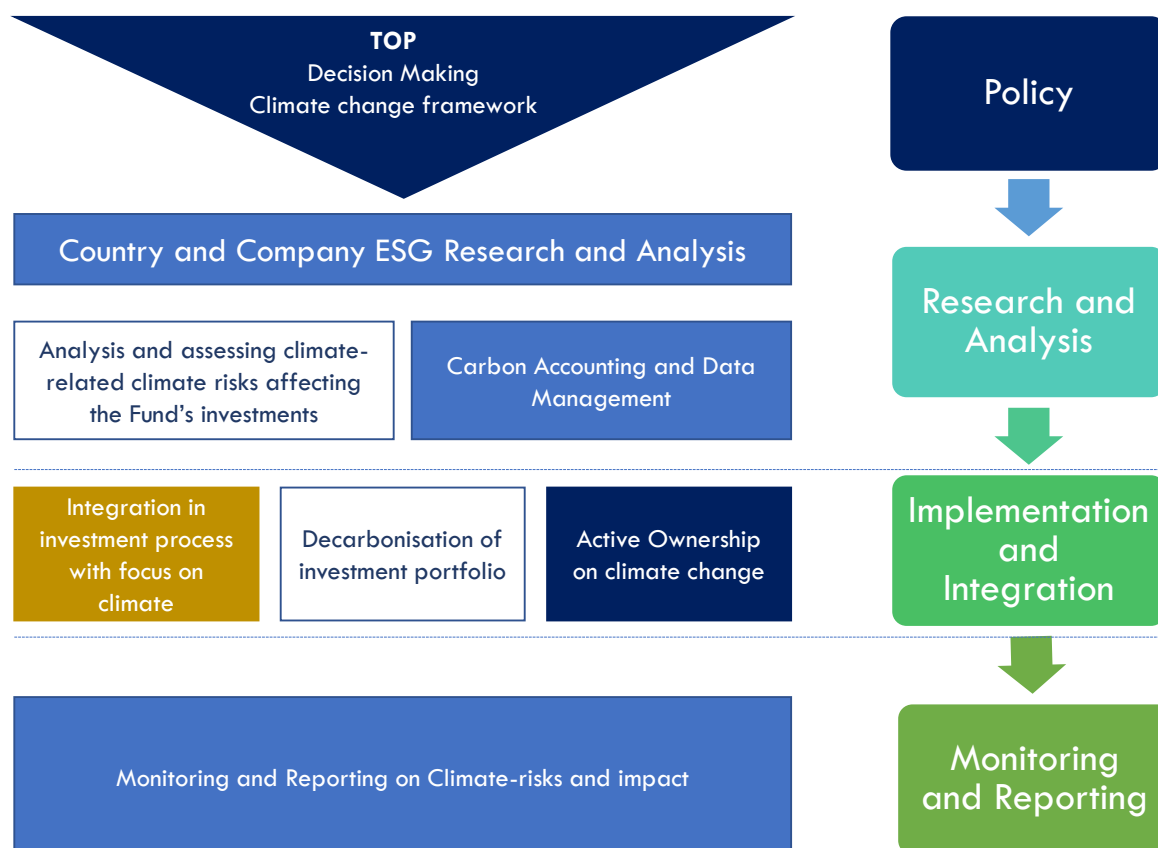 TOP
Decision Making
Climate change framework
Policy
Country and Company ESG Research and Analysis
Research and
Analysis
Analysis and assessing climate-
related climate risks affecting
the Fund's investments
Carbon Accounting and Data
Management
Integration in
investment process
with focus on
climate
Decarbonisation of
investment portfolio
Active Ownership
on climate change
Implementation
and
Integration
Monitoring and Reporting on Climate-risks and impact
Monitoring
and Reporting